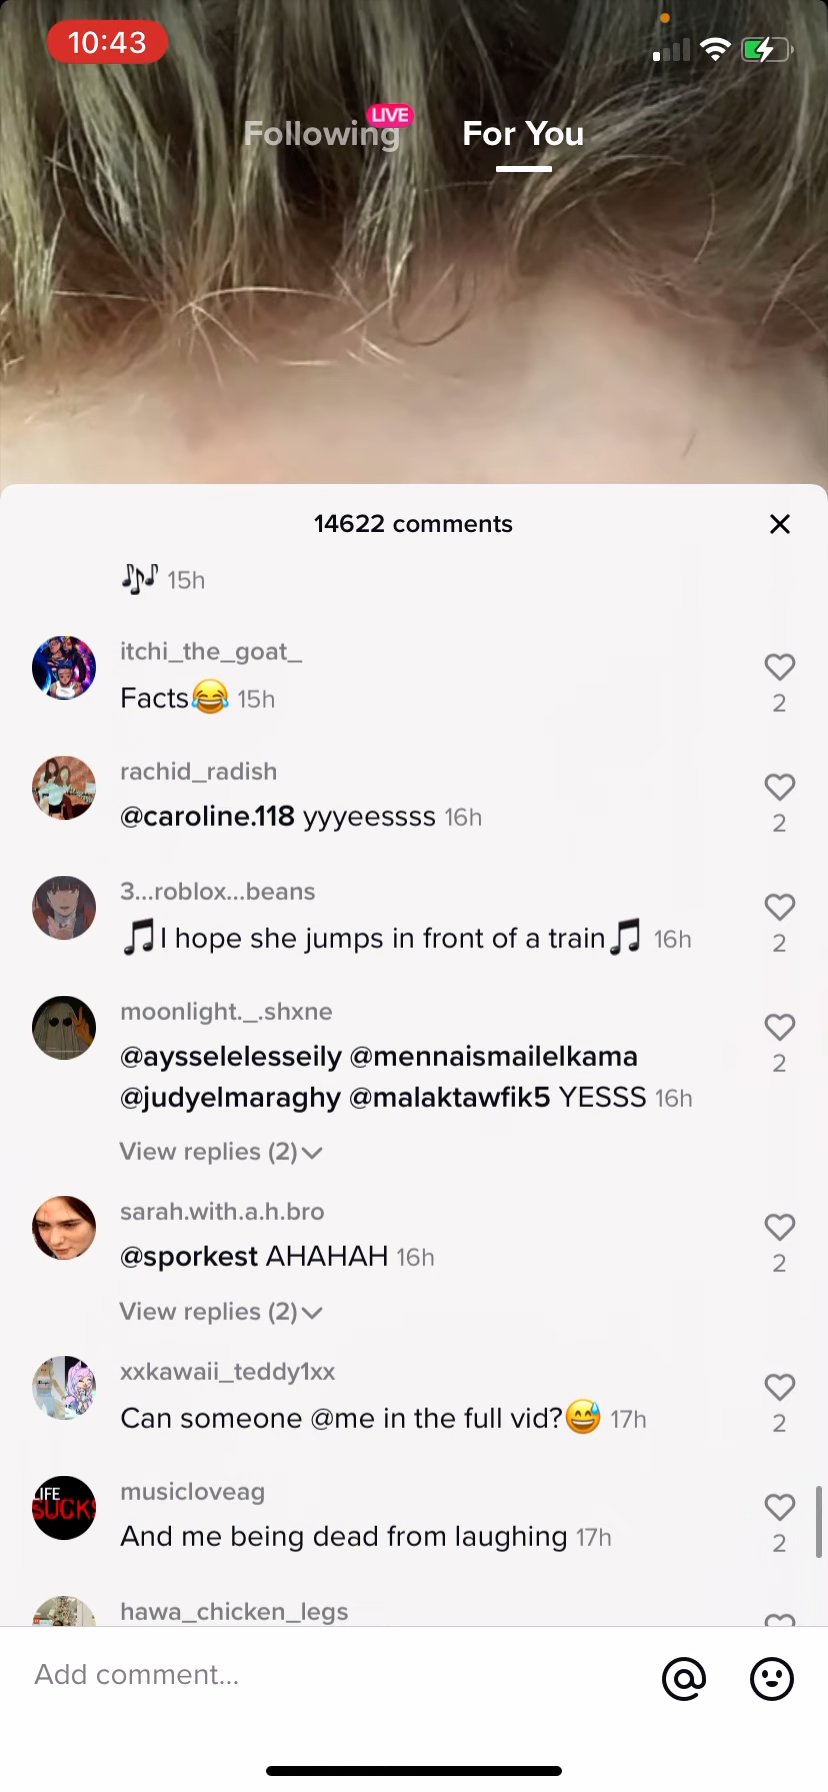 10:43
Following
LIVE
For You
14622 comments
🎶 15h
itchi_the_goat_
Facts😂 15h
2
rachid_radish
@caroline.118 yyyeessss 16h
2
3...roblox...beans
🎵I hope she jumps in front of a train🎵 16h
2
moonlight._.shxne
@aysselelesseily @mennaismailelkama
@judyelmaraghy @malaktawfik5 YESSS 16h
2
View replies (2)
sarah.with.a.h.bro
@sporkest AHAHAH 16h
2
View replies (2)
xxkawaii_teddy1xx
Can someone @me in the full vid?😅 17h
2
LIFE
SUCKS
musicloveag
And me being dead from laughing 17h
2
hawa_chicken_legs
Add comment...